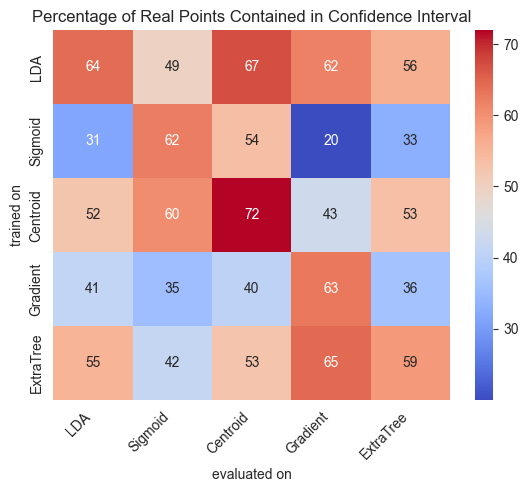 Percentage of Real Points Contained in Confidence Interval
trained on
LDA 64 49 67 62 56
Sigmoid 31 62 54 20 33
Centroid 52 60 72 43 53
Gradient 41 35 40 63 36
ExtraTree 55 42 53 65 59
LDA Sigmoid Centroid Gradient ExtraTree
evaluated on
70
60
50
40
30